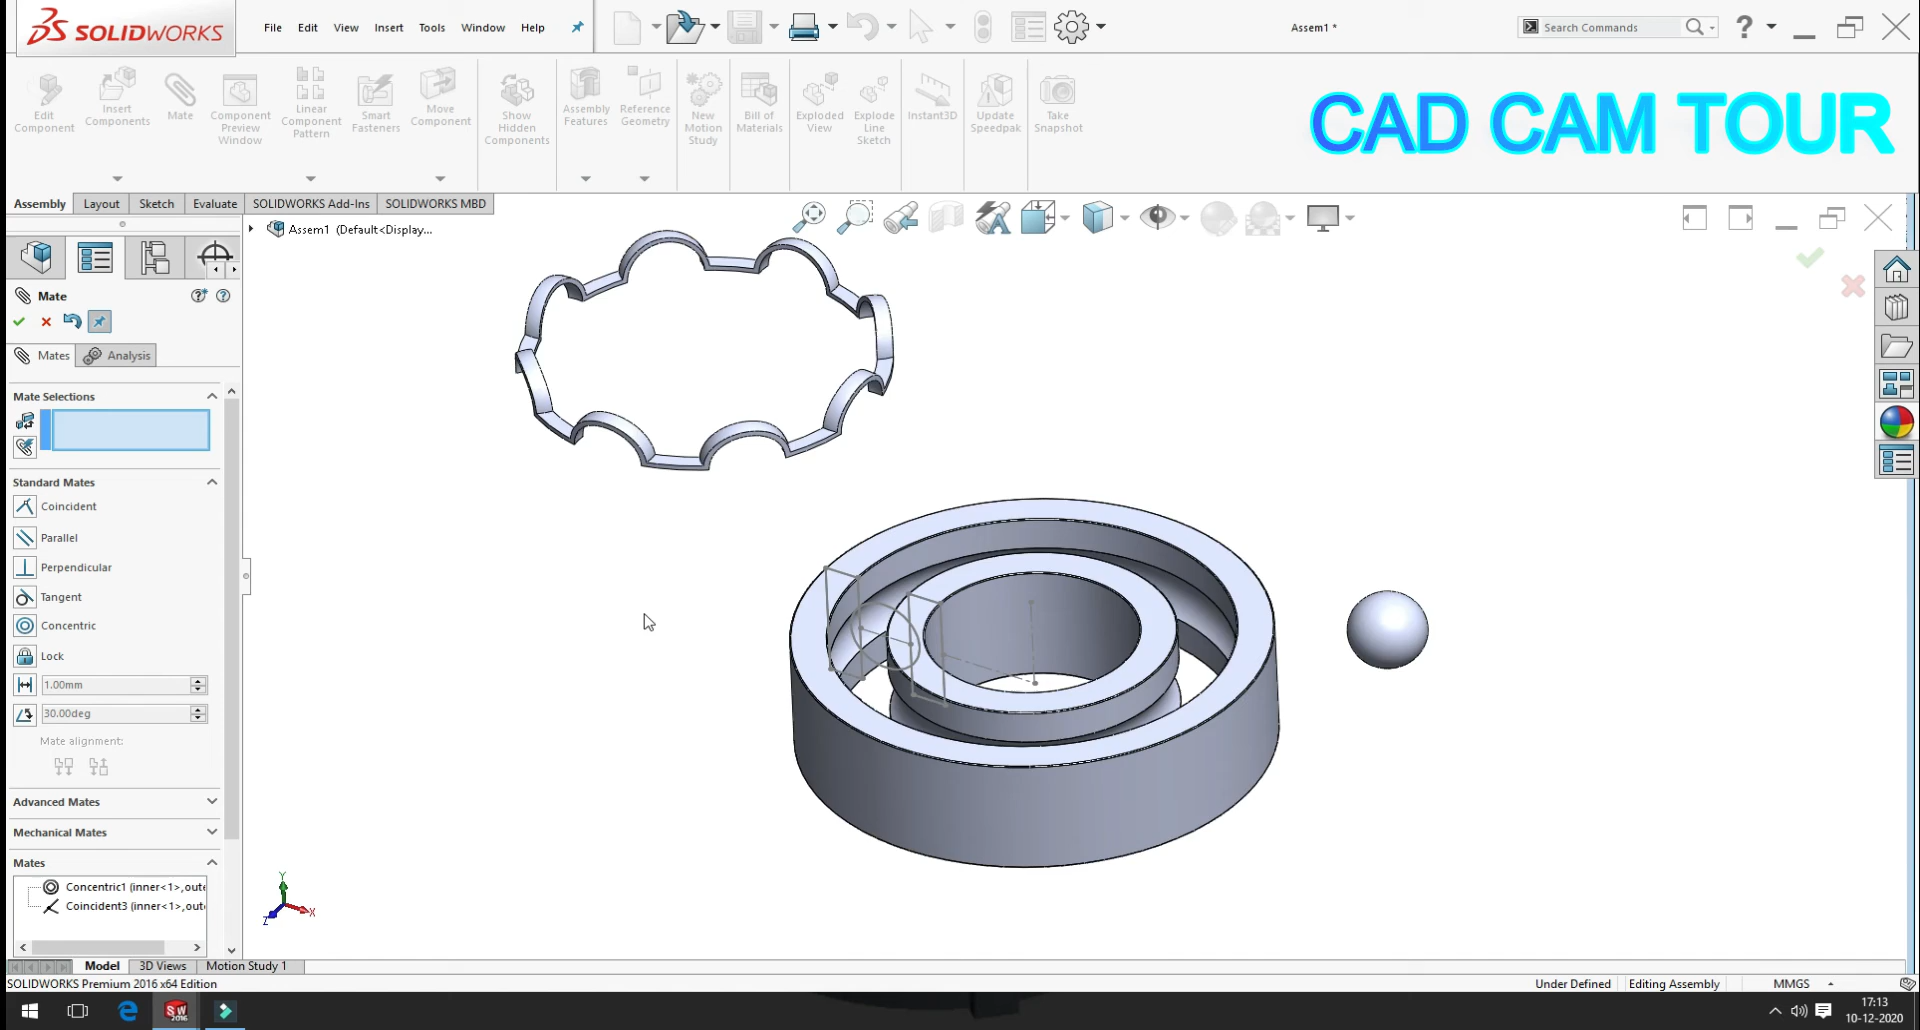 SOLIDWORKS
File Edit View Insert Tools Window Help
Assem1 *
Search Commands
?
Edit Component
Insert Components
Mate
Component Preview Window
Linear Component Pattern
Smart Fasteners
Move Component
Show Hidden Components
Assembly Features
Reference Geometry
New Motion Study
Bill of Materials
Exploded View
Explode Line Sketch
Instant3D
Update Speedpak
Take Snapshot
CAD CAM TOUR
Assembly Layout Sketch Evaluate SOLIDWORKS Add-Ins SOLIDWORKS MBD
Assem1 (Default<Display...
Mate
Mates Analysis
Mate Selections
Standard Mates
Coincident
Parallel
Perpendicular
Tangent
Concentric
Lock
1.00mm
30.00deg
Mate alignment:
Advanced Mates
Mechanical Mates
Mates
Concentric1 (inner<1>,oute
Coincident3 (inner<1>,oute
Y
Z
X
Model 3D Views Motion Study 1
SOLIDWORKS Premium 2016 x64 Edition
Under Defined Editing Assembly MMGS
SW
2016
17:13
10-12-2020